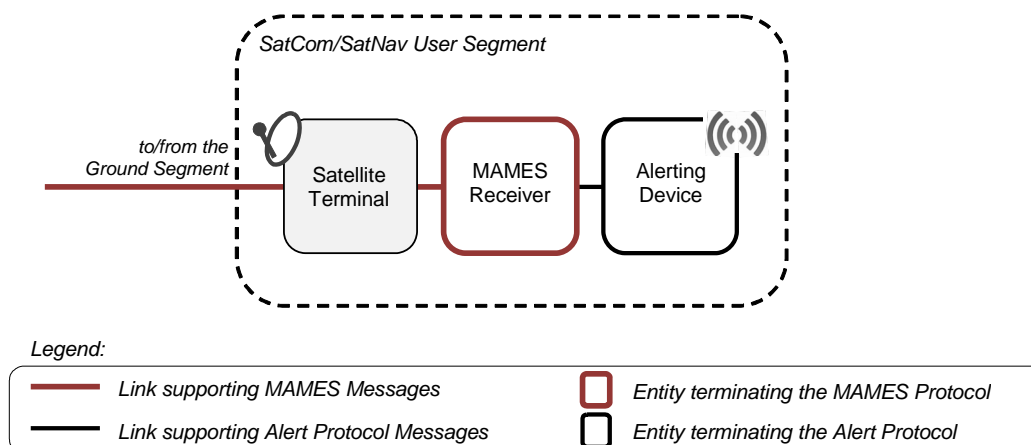 SatCom/SatNav User Segment
to/from the
Ground Segment
Satellite
Terminal
MAMES
Receiver
Alerting
Device
Legend:
Link supporting MAMES Messages
Entity terminating the MAMES Protocol
Link supporting Alert Protocol Messages
Entity terminating the Alert Protocol